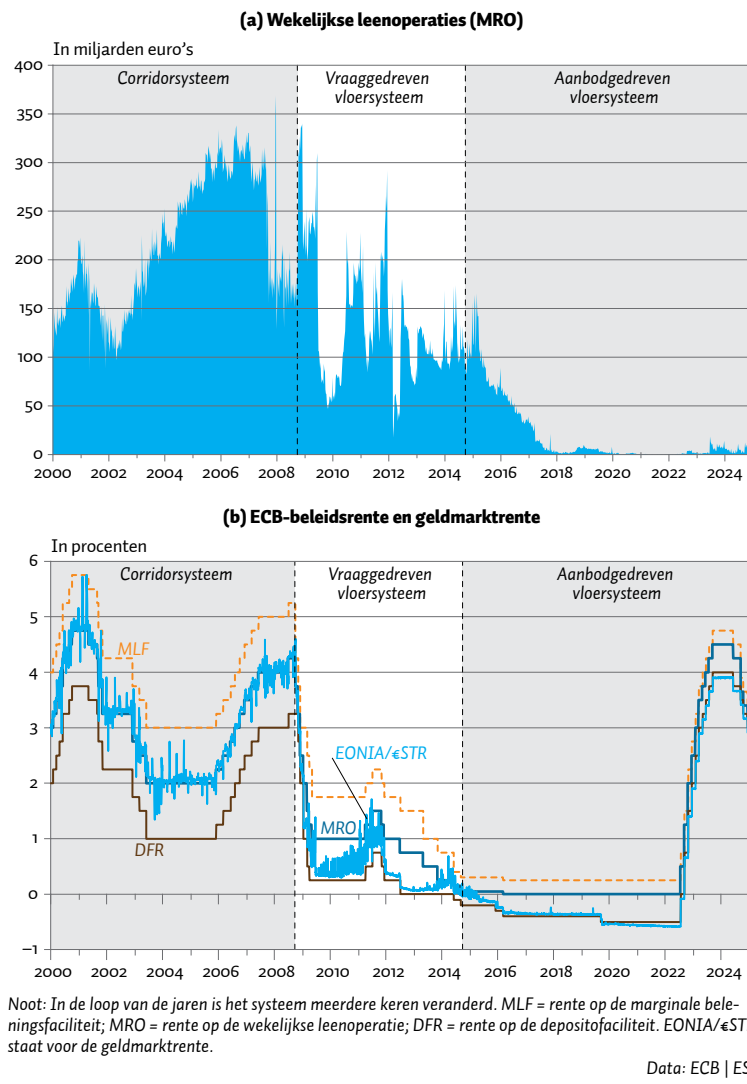 (a) Wekelijkse leenoperaties (MRO)
In miljarden euro's
400
350
300
250
200
150
100
50
0
Corridorsysteem
Vraaggedreven
vloersysteem
Aanbodgedreven
vloersysteem
2000 2002 2004 2006 2008 2010 2012 2014 2016 2018 2020 2022 2024
(b) ECB-beleidsrente en geldmarktrente
In procenten
6
5
4
3
2
1
0
–1
Corridorsysteem
Vraaggedreven
vloersysteem
Aanbodgedreven
vloersysteem
MLF
EONIA/€STR
MRO
DFR
2000 2002 2004 2006 2008 2010 2012 2014 2016 2018 2020 2022 2024
Noot: In de loop van de jaren is het systeem meerdere keren veranderd. MLF = rente op de marginale bele-
ningsfaciliteit; MRO = rente op de wekelijkse leenoperatie; DFR = rente op de depositofaciliteit. EONIA/€ST
staat voor de geldmarktrente.
Data: ECB | ES